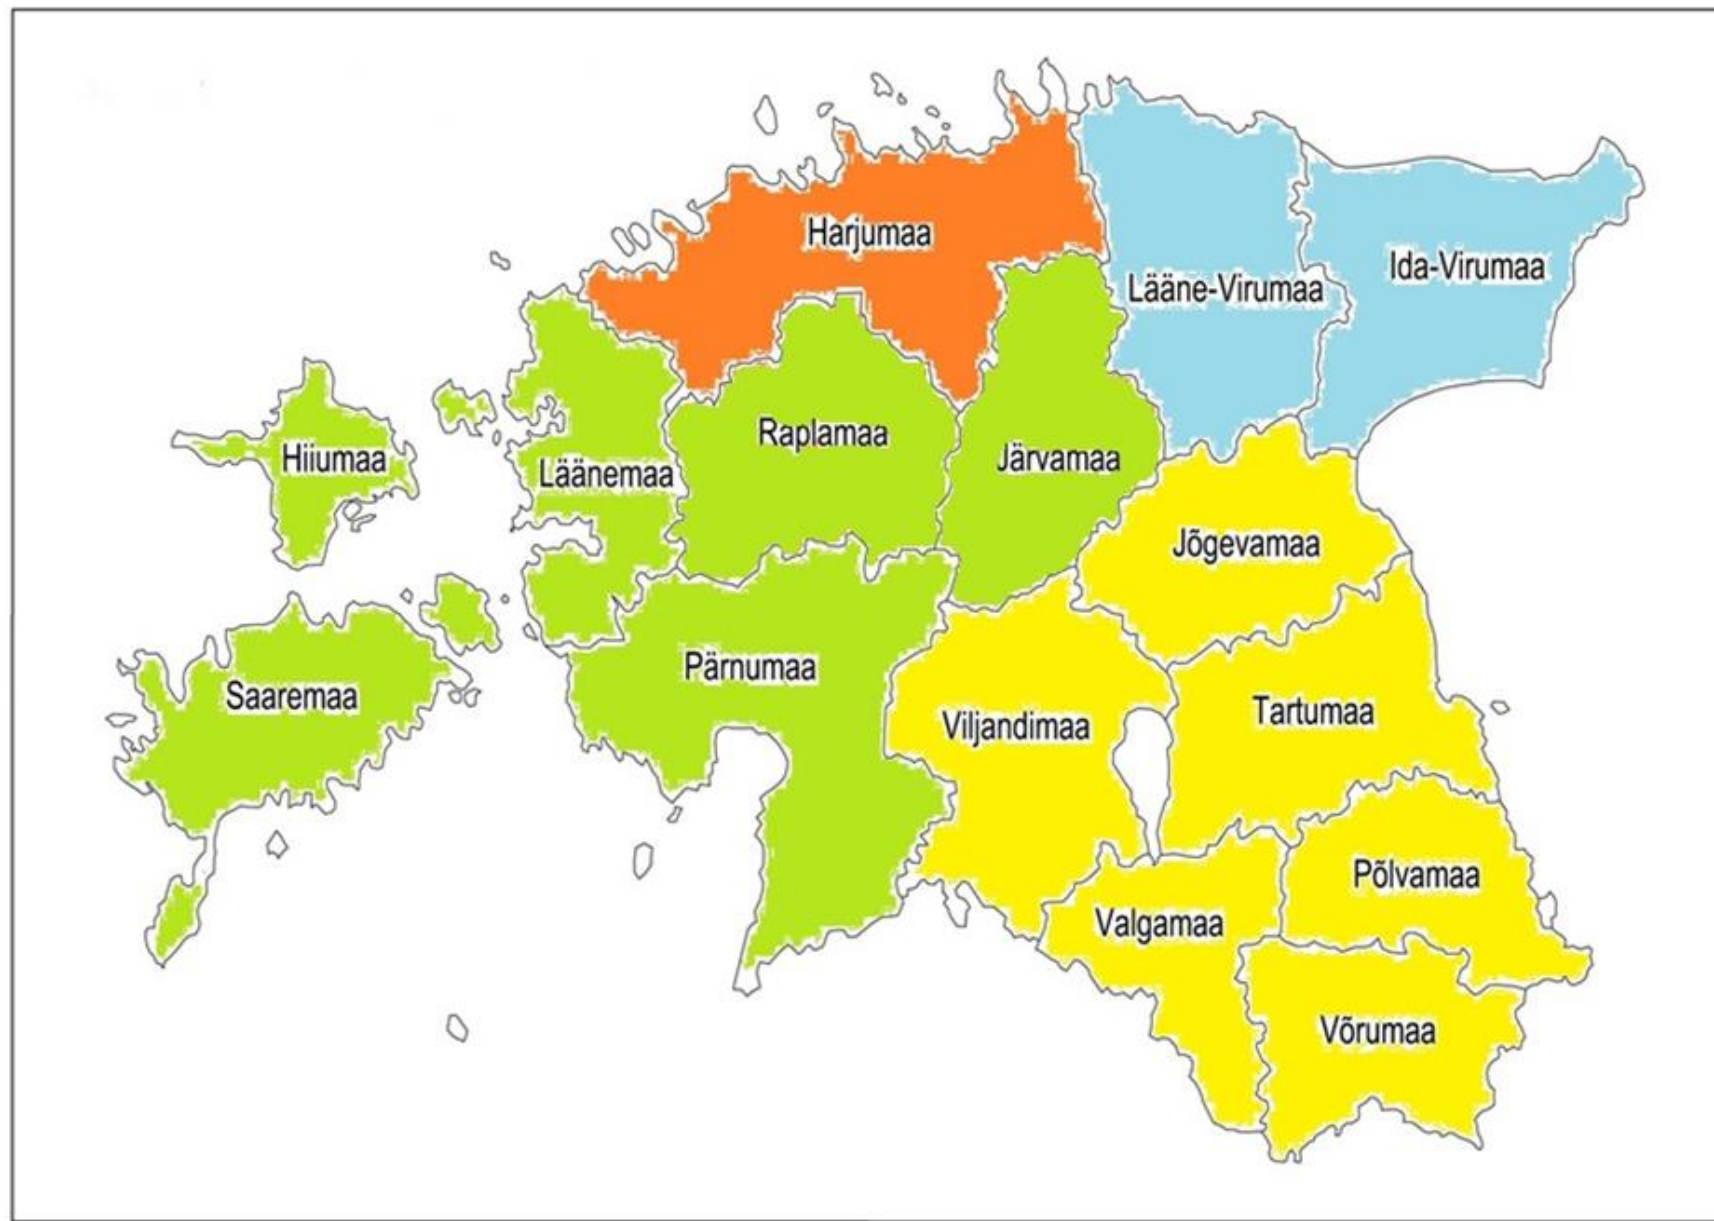 Harjumaa
Lääne-Virumaa
Ida-Virumaa
Hiiumaa
Läänemaa
Raplamaa
Järvamaa
Jõgevamaa
Saaremaa
Pärnumaa
Viljandimaa
Tartumaa
Valgamaa
Põlvamaa
Võrumaa